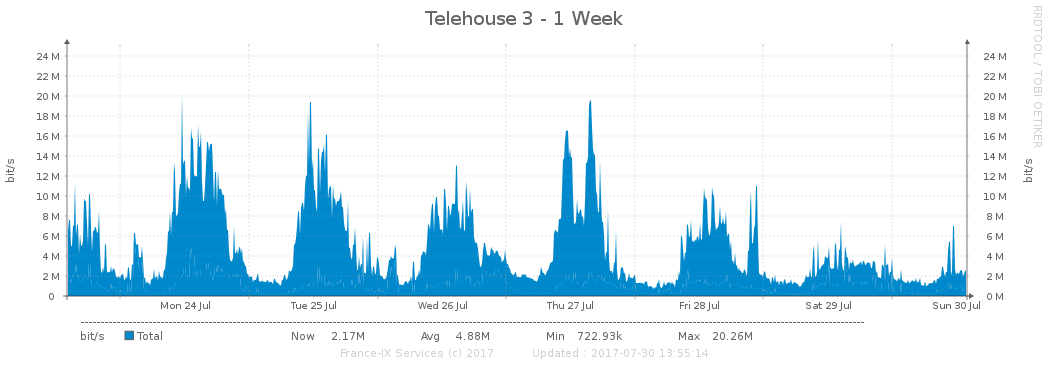 Telehouse 3 - 1 Week
RRDTOOL / TOBI OETIKER
bit/s
24 M 24 M
22 M 22 M
20 M 20 M
18 M 18 M
16 M 16 M
14 M 14 M
12 M 12 M
10 M 10 M
8 M 8 M
6 M 6 M
4 M 4 M
2 M 2 M
0 0 M
bit/s
Mon 24 Jul Tue 25 Jul Wed 26 Jul Thu 27 Jul Fri 28 Jul Sat 29 Jul Sun 30 Jul
bit/s Total Now 2.17M Avg 4.88M Min 722.93k Max 20.26M
France-IX Services (c) 2017 Updated : 2017-07-30 13:55:14